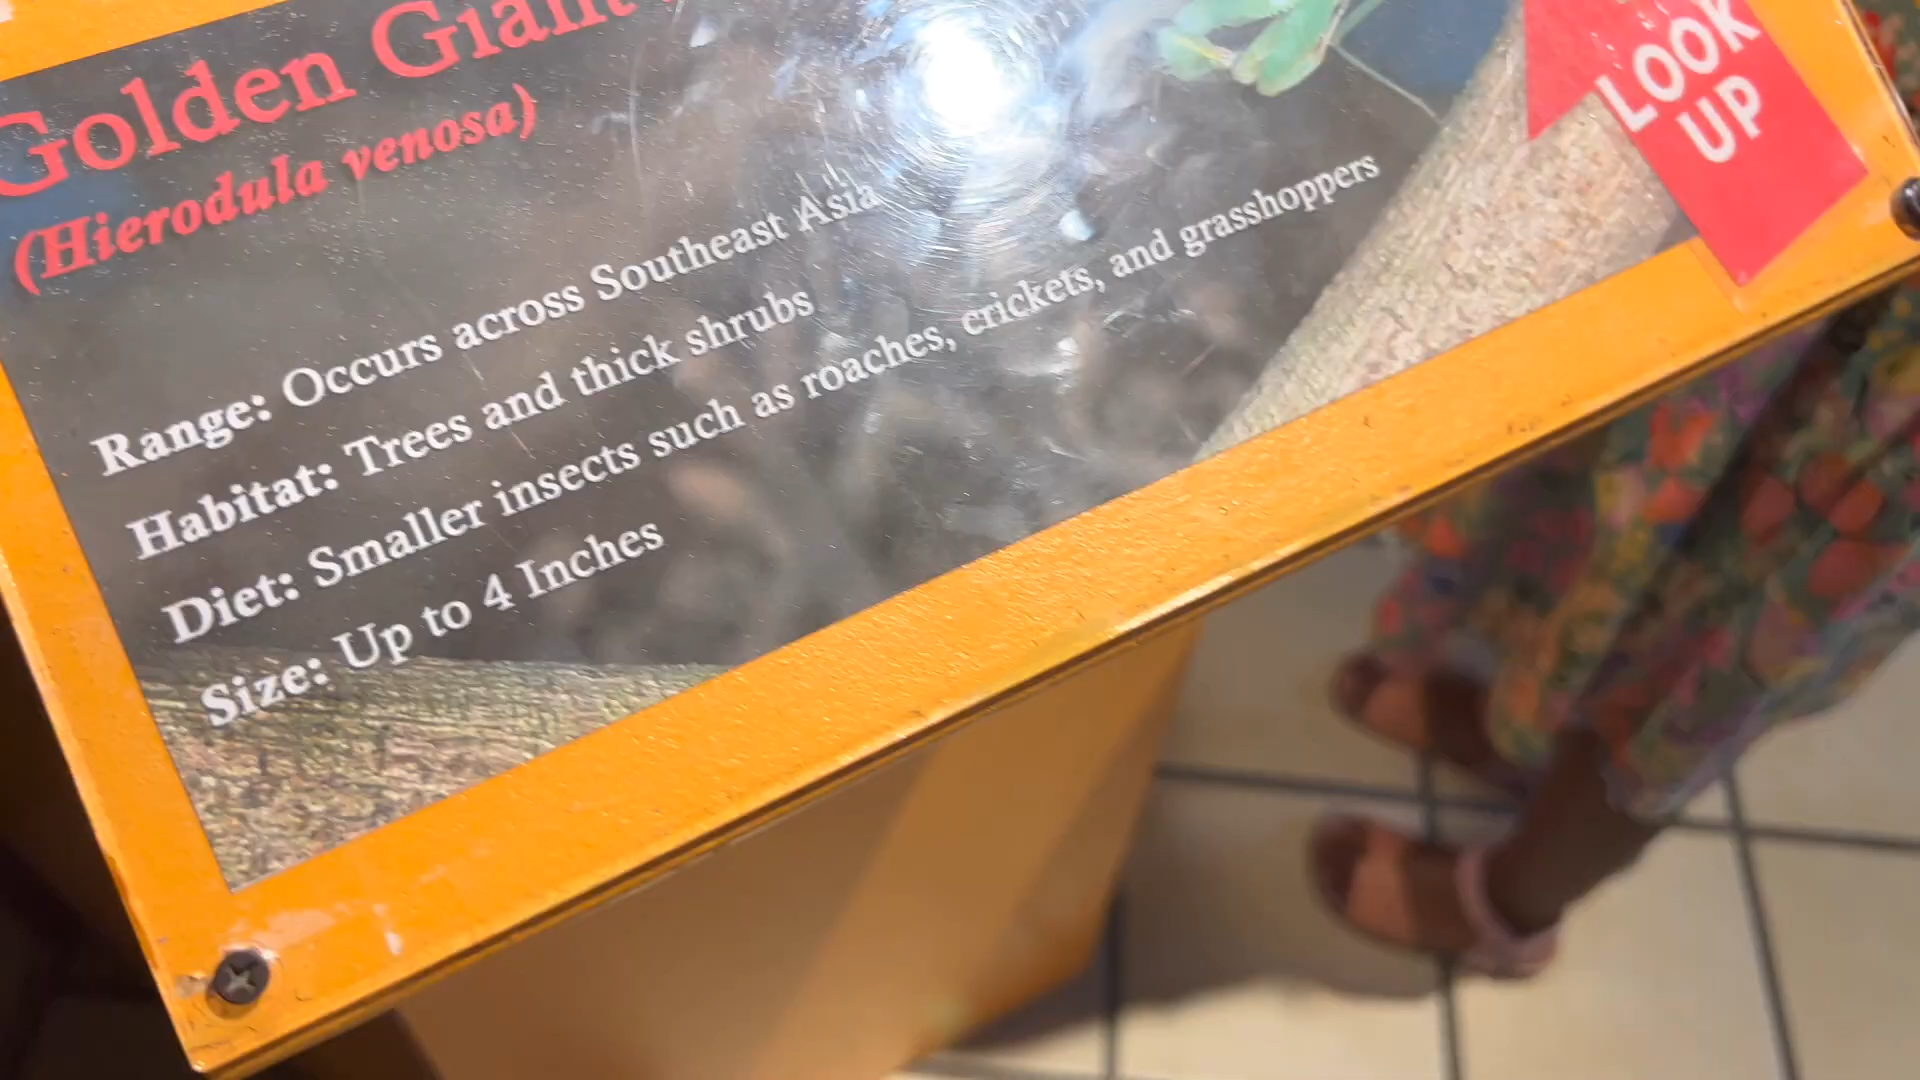 Golden Giant
(Hierodula venosa)
Range: Occurs across Southeast Asia
Habitat: Trees and thick shrubs
Diet: Smaller insects such as roaches, crickets, and grasshoppers
Size: Up to 4 Inches
LOOK
UP